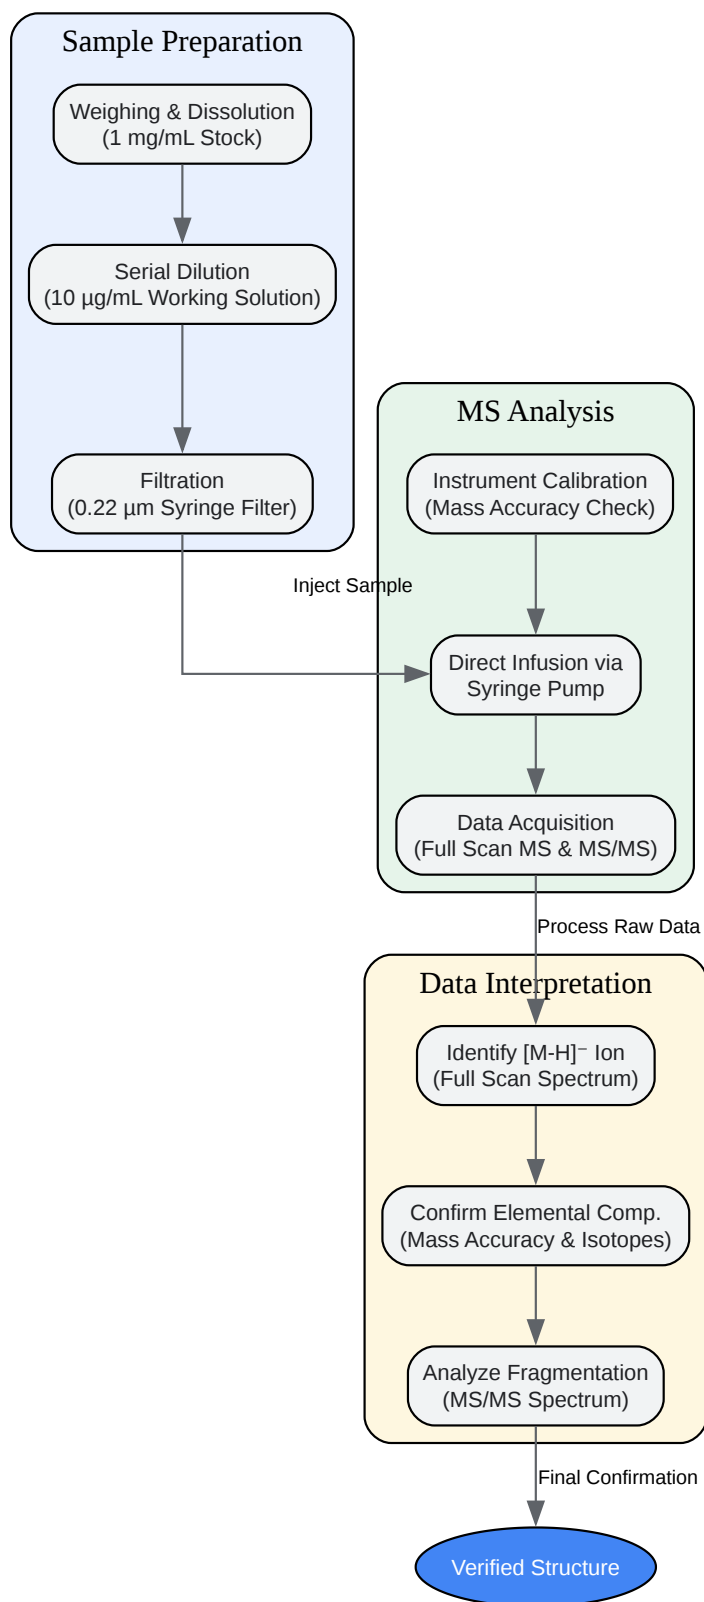 Sample Preparation
Weighing & Dissolution
(1 mg/mL Stock)
Serial Dilution
(10 µg/mL Working Solution)
Filtration
(0.22 µm Syringe Filter)
Inject Sample
MS Analysis
Instrument Calibration
(Mass Accuracy Check)
Direct Infusion via
Syringe Pump
Data Acquisition
(Full Scan MS & MS/MS)
Process Raw Data
Data Interpretation
Identify [M-H]⁻ Ion
(Full Scan Spectrum)
Confirm Elemental Comp.
(Mass Accuracy & Isotopes)
Analyze Fragmentation
(MS/MS Spectrum)
Final Confirmation
Verified Structure